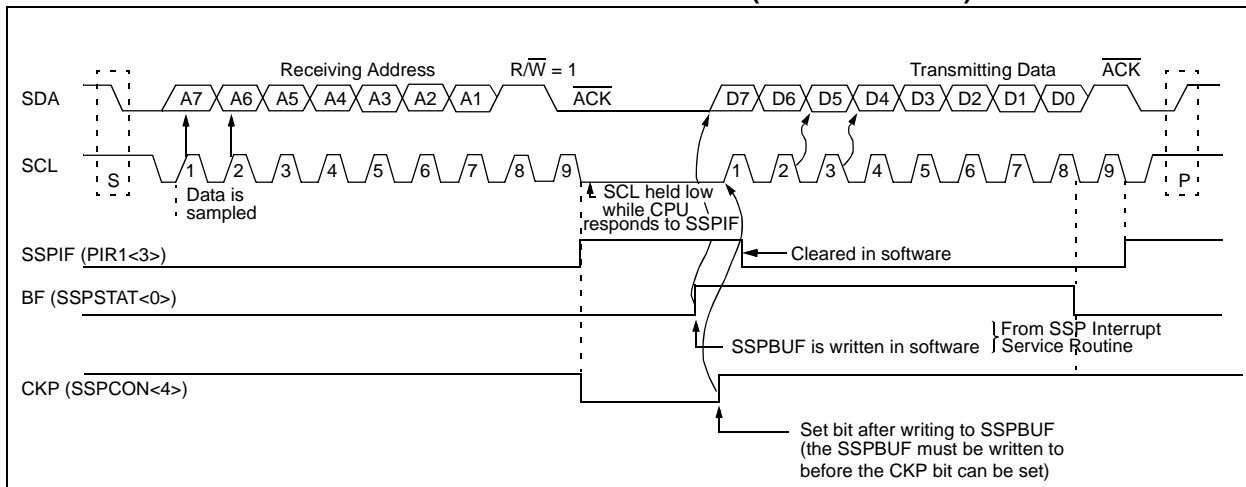 Receiving Address R/W = 1 Transmitting Data ACK
SDA A7 A6 A5 A4 A3 A2 A1 ACK D7 D6 D5 D4 D3 D2 D1 D0
SCL S 1 2 3 4 5 6 7 8 9 1 2 3 4 5 6 7 8 9 P
Data is
sampled
SCL held low
while CPU
responds to SSPIF
SSPIF (PIR1<3>)
Cleared in software
BF (SSPSTAT<0>)
SSPBUF is written in software
From SSP Interrupt
Service Routine
CKP (SSPCON<4>)
Set bit after writing to SSPBUF
(the SSPBUF must be written to
before the CKP bit can be set)